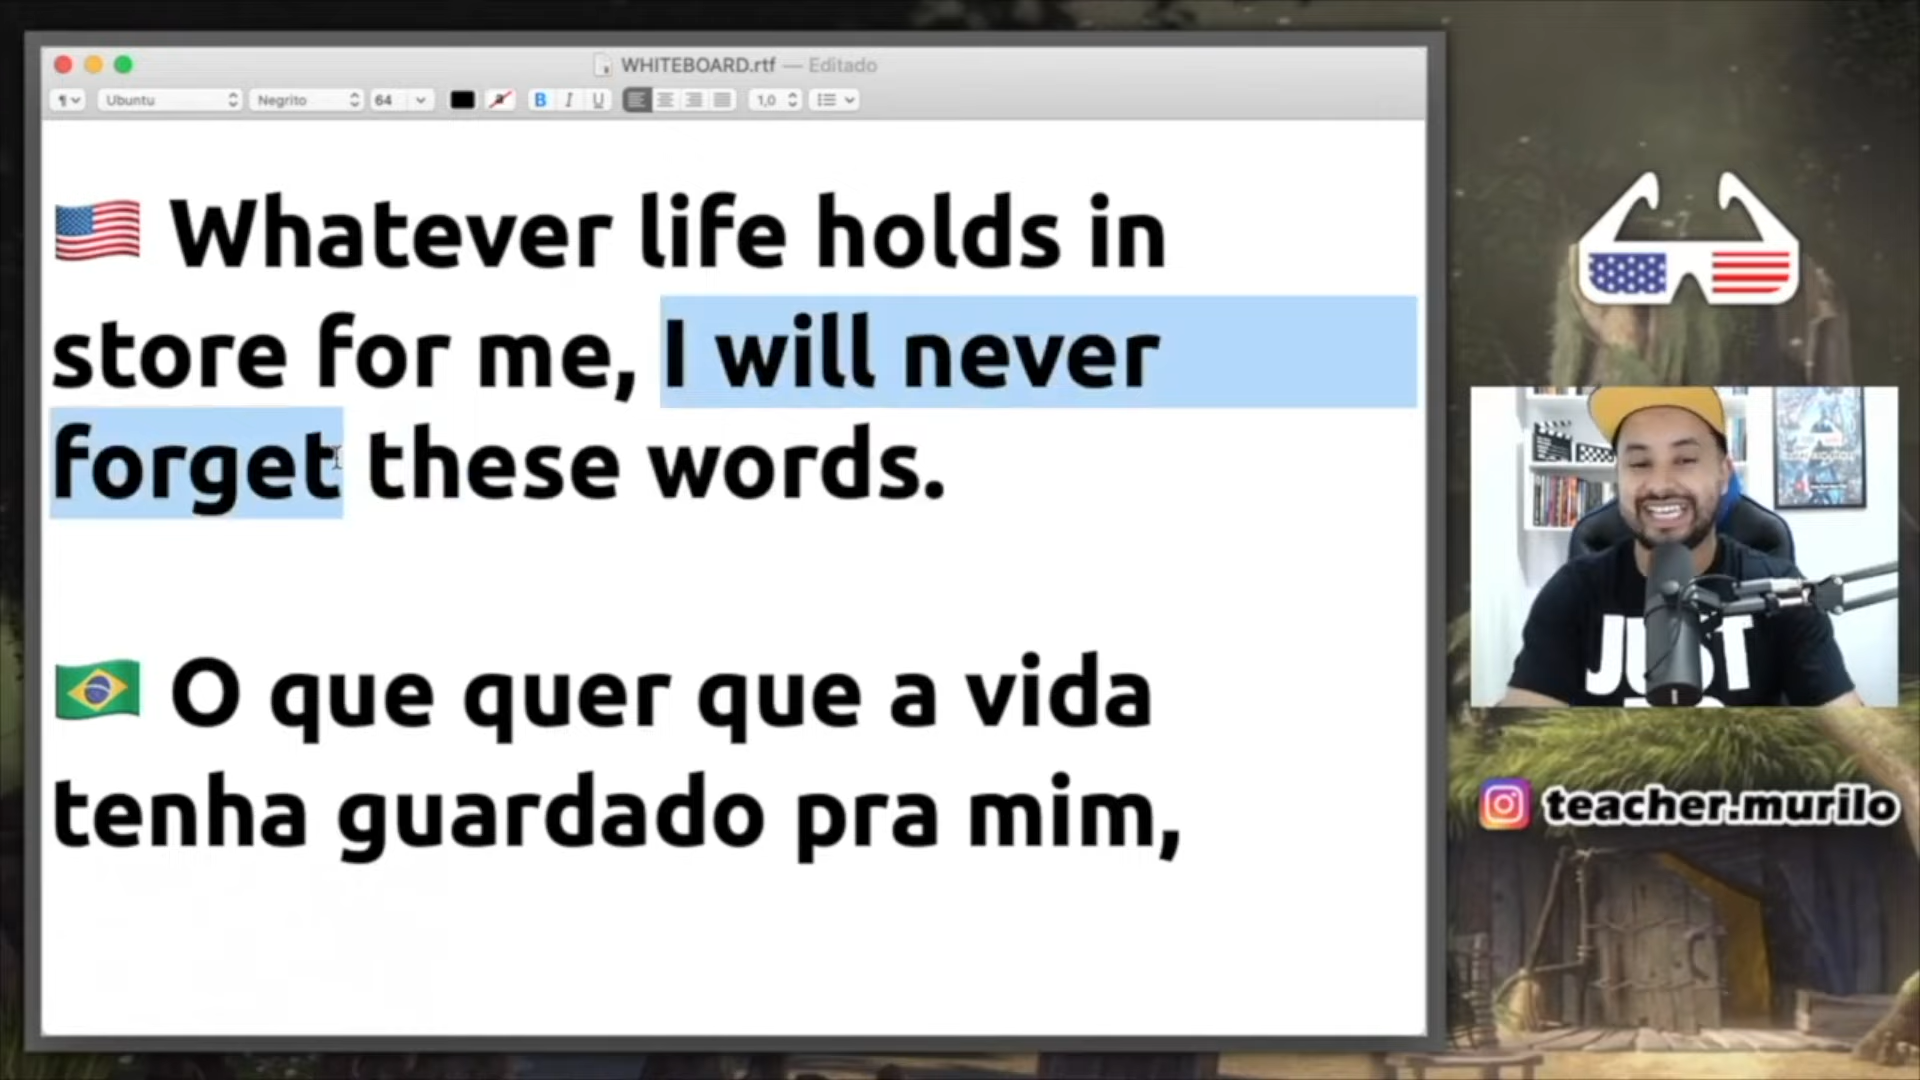 WHITEBOARD.rtf — Editado
Ubuntu Negrito 64 B I U 1,0
🇺🇸 Whatever life holds in
store for me, I will never
forget these words.
🇧🇷 O que quer que a vida
tenha guardado pra mim,
JUST
teacher.murilo